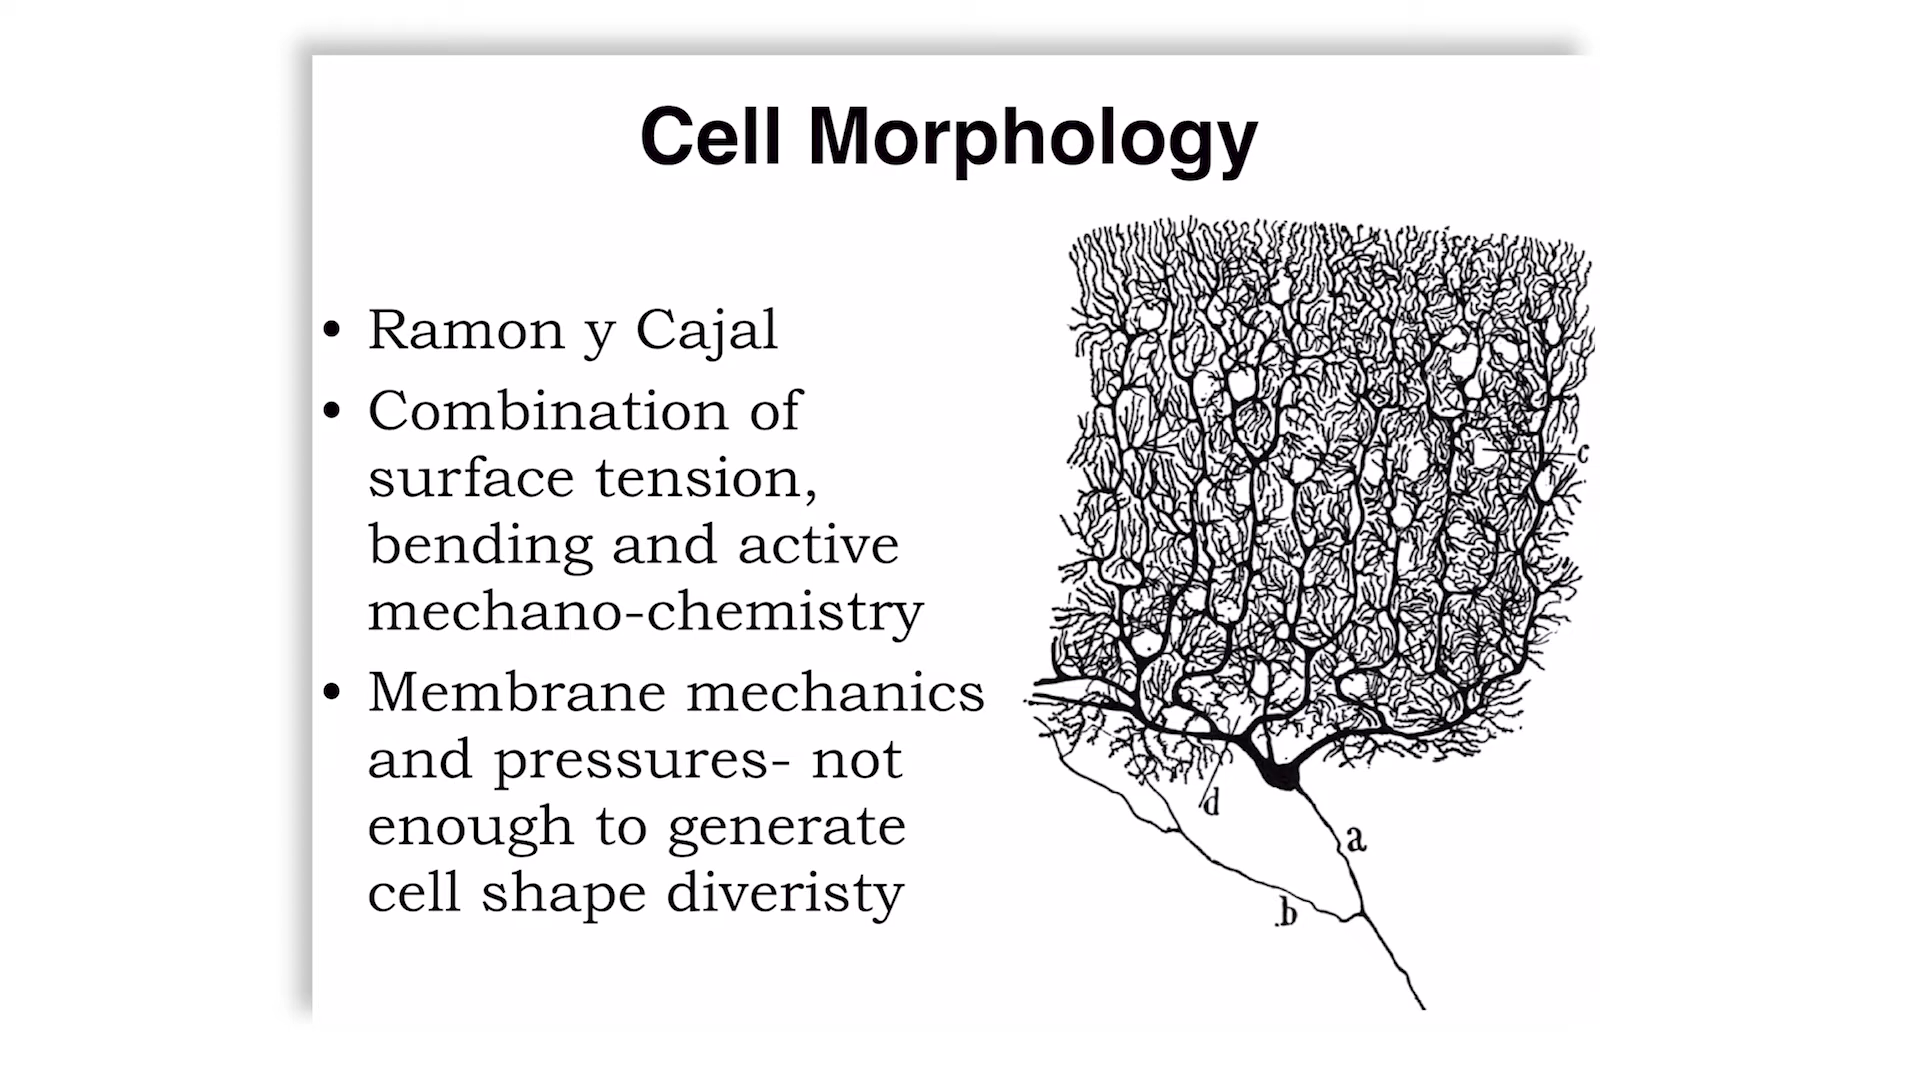 Cell Morphology
• Ramon y Cajal
• Combination of
surface tension,
bending and active
mechano-chemistry
• Membrane mechanics
and pressures- not
enough to generate
cell shape diveristy
c
d
a
b